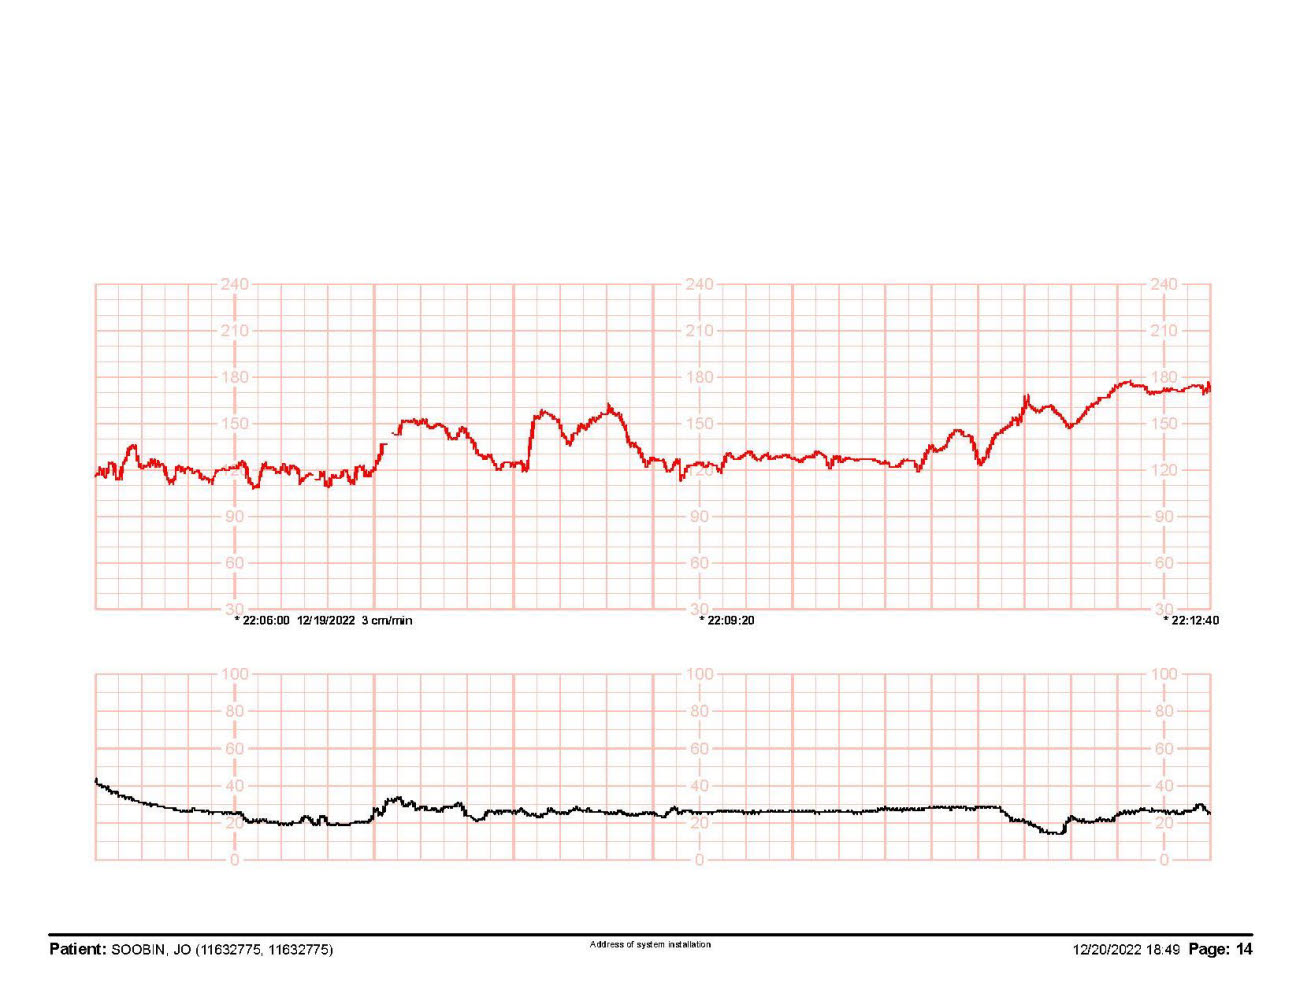 240 240 240
210 210 210
180 180 180
150 150 150
120 120 120
90 90 90
60 60 60
30 30 30
* 22:06:00 12/19/2022 3 cm/min * 22:09:20 * 22:12:40
100 100 100
80 80 80
60 60 60
40 40 40
20 20 20
0 0 0
Patient: SOOBIN, JO (11632775, 11632775) Address of system installation 12/20/2022 18:49 Page: 14